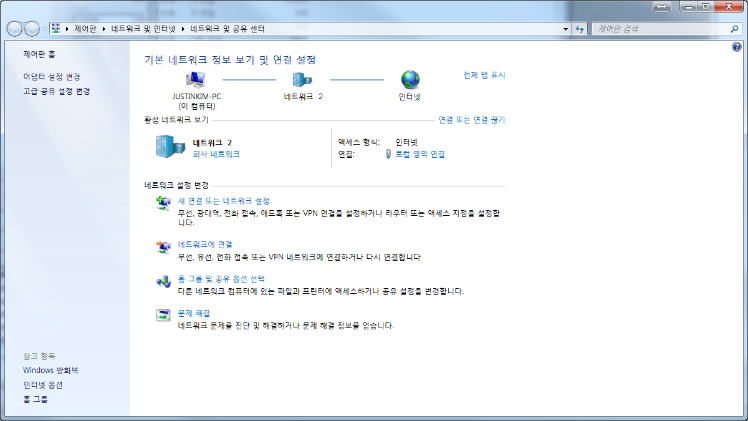 제어판 ▸ 네트워크 및 인터넷 ▸ 네트워크 및 공유 센터
제어판 검색
제어판 홈
어댑터 설정 변경
고급 공유 설정 변경
기본 네트워크 정보 보기 및 연결 설정
전체 맵 표시
JUSTINKIM-PC
(이 컴퓨터)
네트워크 2
인터넷
활성 네트워크 보기
연결 또는 연결 끊기
네트워크 2
회사 네트워크
액세스 형식: 인터넷
연결: 로컬 영역 연결
네트워크 설정 변경
새 연결 또는 네트워크 설정
무선, 광대역, 전화 접속, 애드혹 또는 VPN 연결을 설정하거나 라우터 또는 액세스 지점을 설정합
니다.
네트워크에 연결
무선, 유선, 전화 접속 또는 VPN 네트워크에 연결하거나 다시 연결합니다
홈 그룹 및 공유 옵션 선택
다른 네트워크 컴퓨터에 있는 파일과 프린터에 액세스하거나 공유 설정을 변경합니다.
문제 해결
네트워크 문제를 진단 및 해결하거나 문제 해결 정보를 얻습니다.
참고 항목
Windows 방화벽
인터넷 옵션
홈 그룹